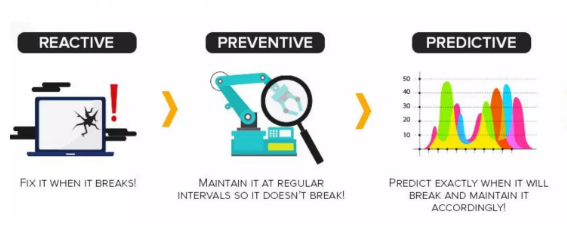 REACTIVE
PREVENTIVE
PREDICTIVE
50
40
30
20
10
FIX IT WHEN IT BREAKS!
MAINTAIN IT AT REGULAR
INTERVALS SO IT DOESN'T BREAK!
PREDICT EXACTLY WHEN IT WILL
BREAK AND MAINTAIN IT
ACCORDINGLY!